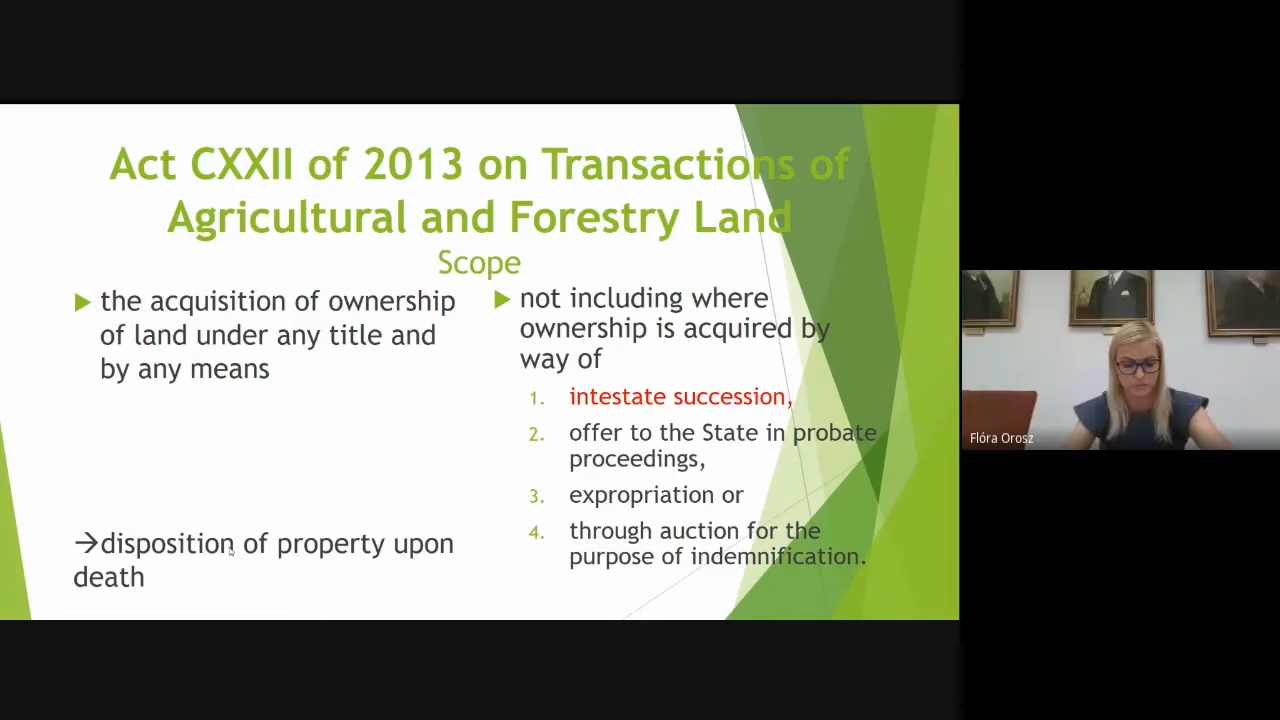 Act CXXII of 2013 on Transactions of
Agricultural and Forestry Land
Scope
the acquisition of ownership
of land under any title and
by any means
→disposition of property upon
death
not including where
ownership is acquired by
way of
1. intestate succession,
2. offer to the State in probate
proceedings,
3. expropriation or
4. through auction for the
purpose of indemnification.
Flóra Orosz